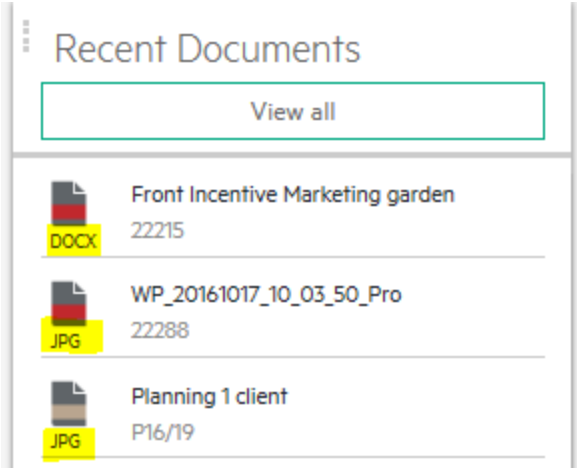 Recent Documents
View all
Front Incentive Marketing garden
22215
DOCX
WP_20161017_10_03_50_Pro
22288
JPG
Planning 1 client
P16/19
JPG